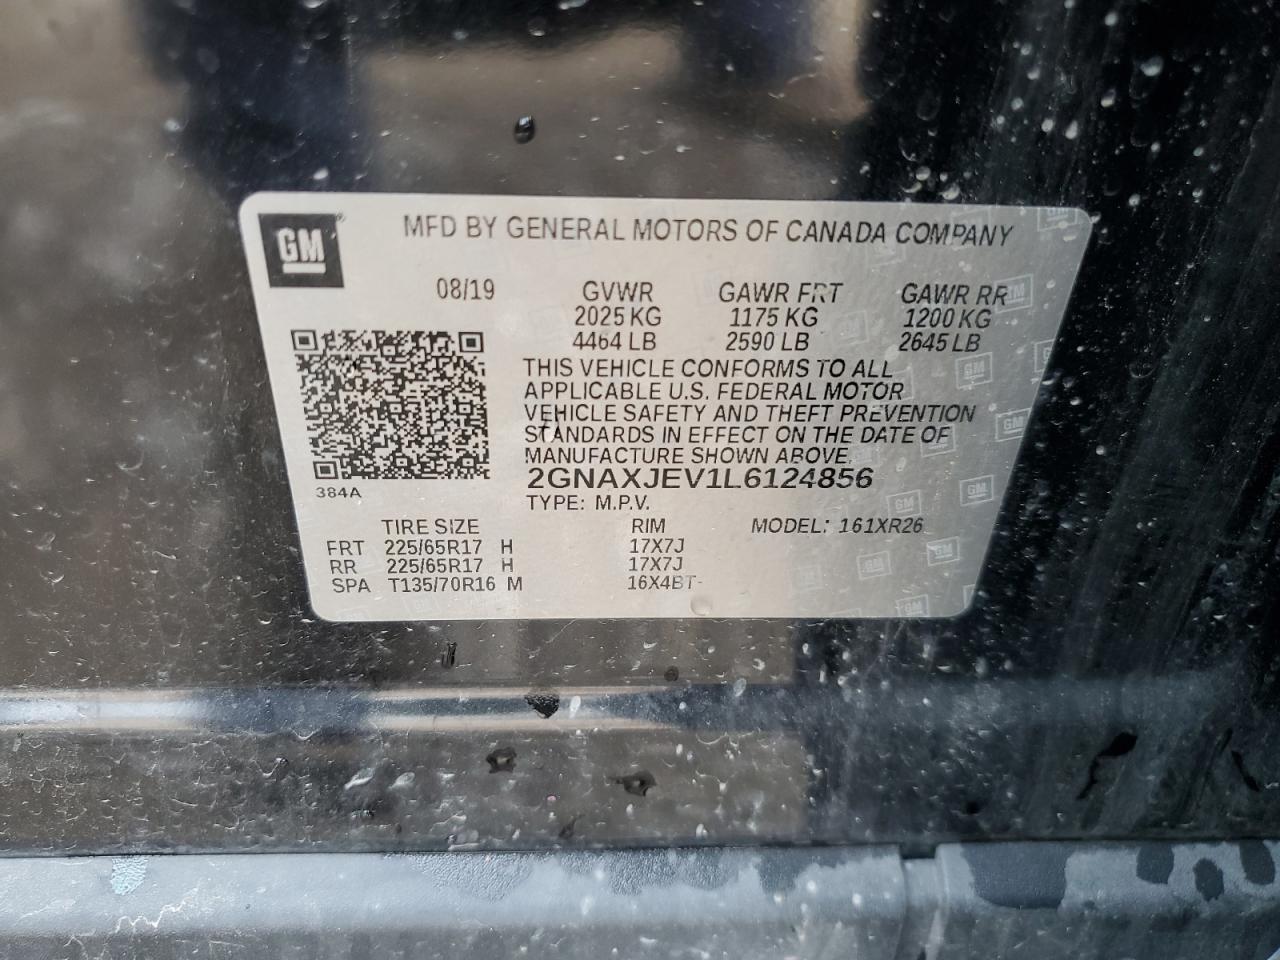 GM
MFD BY GENERAL MOTORS OF CANADA COMPANY
08/19 GVWR GAWR FRT GAWR RR
2025 KG 1175 KG 1200 KG
4464 LB 2590 LB 2645 LB
THIS VEHICLE CONFORMS TO ALL
APPLICABLE U.S. FEDERAL MOTOR
VEHICLE SAFETY AND THEFT PREVENTION
STANDARDS IN EFFECT ON THE DATE OF
MANUFACTURE SHOWN ABOVE.
2GNAXJEV1L6124856
384A
TYPE: M.P.V.
TIRE SIZE RIM MODEL: 161XR26
FRT 225/65R17 H 17X7J
RR 225/65R17 H 17X7J
SPA T135/70R16 M 16X4BT-